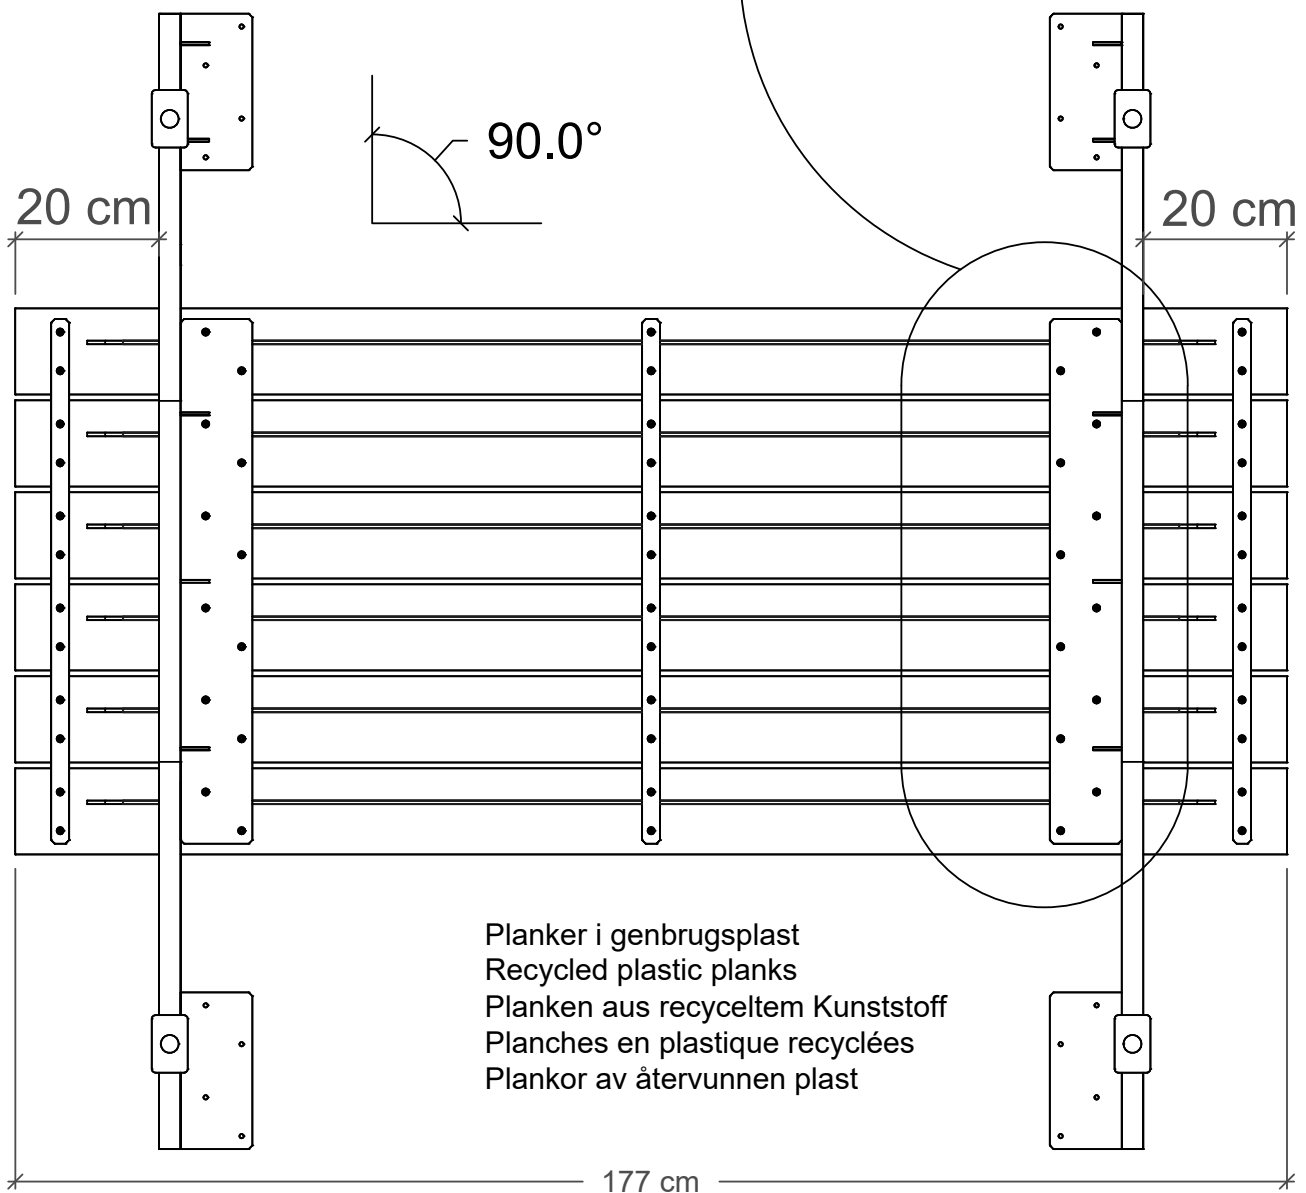 90.0°
20 cm
20 cm
Planker i genbrugsplast
Recycled plastic planks
Planken aus recyceltem Kunststoff
Planches en plastique recyclées
Plankor av återvunnen plast
177 cm